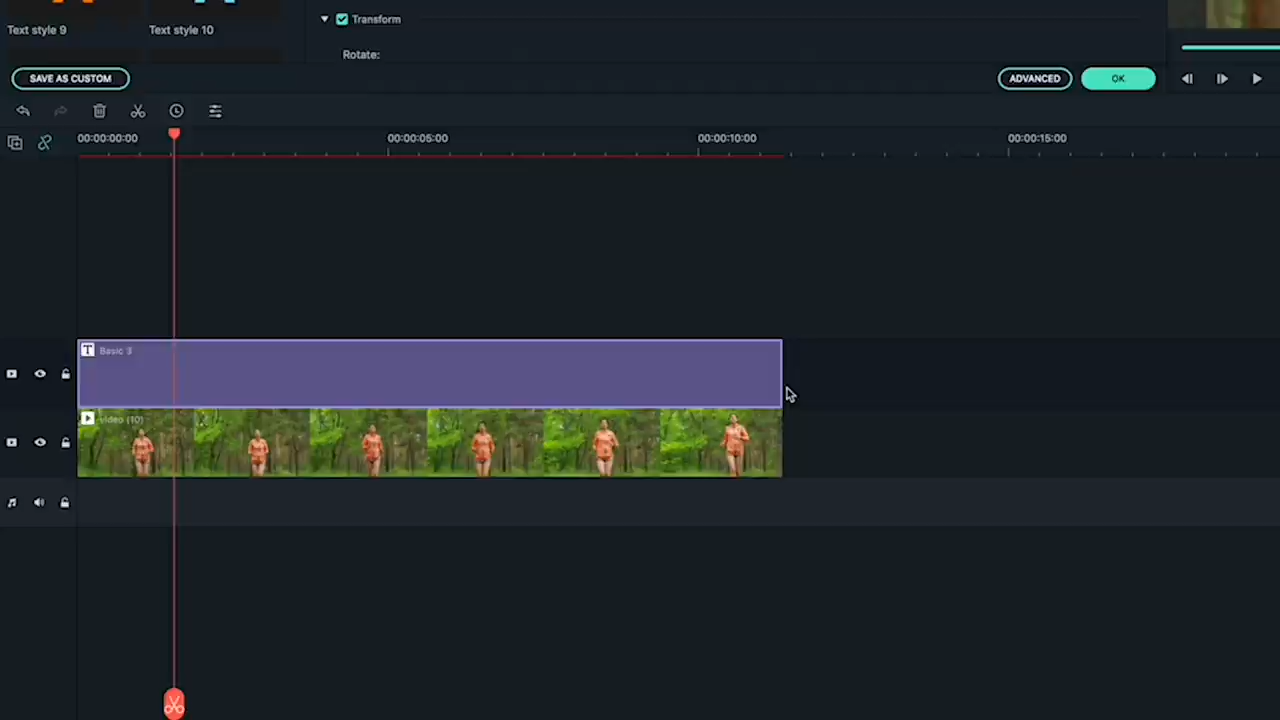 Text style 9
Text style 10
Transform
Rotate:
SAVE AS CUSTOM
ADVANCED
OK
00:00:00:00
00:00:05:00
00:00:10:00
00:00:15:00
T
Basic 3
video (10)